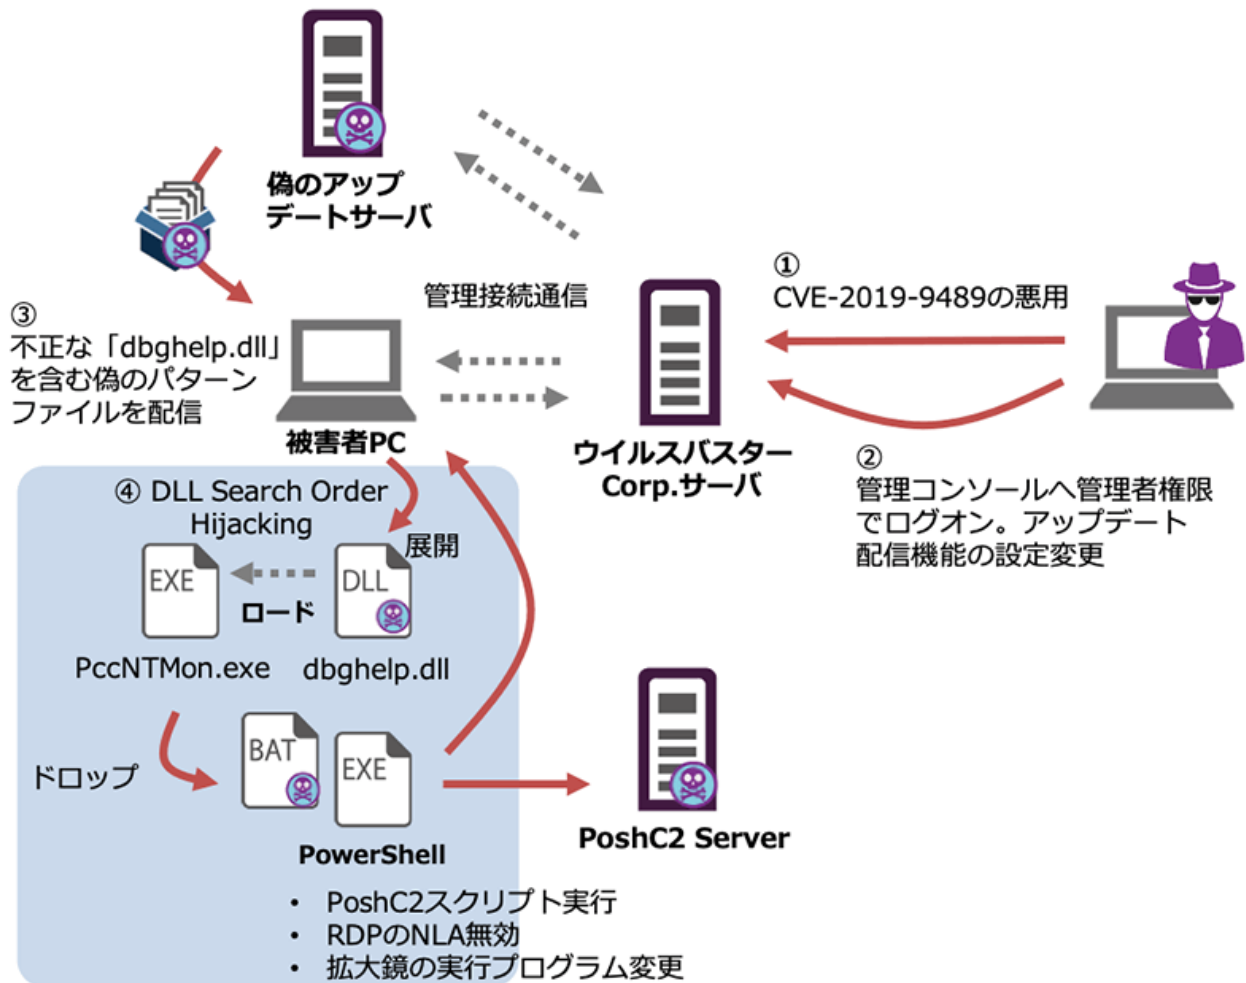 偽のアップ
デートサーバ
管理接続通信
①
CVE-2019-9489の悪用
③
不正な「dbghelp.dll」
を含む偽のパターン
ファイルを配信
被害者PC
ウイルスバスター
Corp.サーバ
②
管理コンソールへ管理者権限
でログオン。アップデート
配信機能の設定変更
④ DLL Search Order
Hijacking
展開
EXE
DLL
ロード
PccNTMon.exe
dbghelp.dll
ドロップ
BAT
EXE
PowerShell
PoshC2 Server
• PoshC2スクリプト実行
• RDPのNLA無効
• 拡大鏡の実行プログラム変更